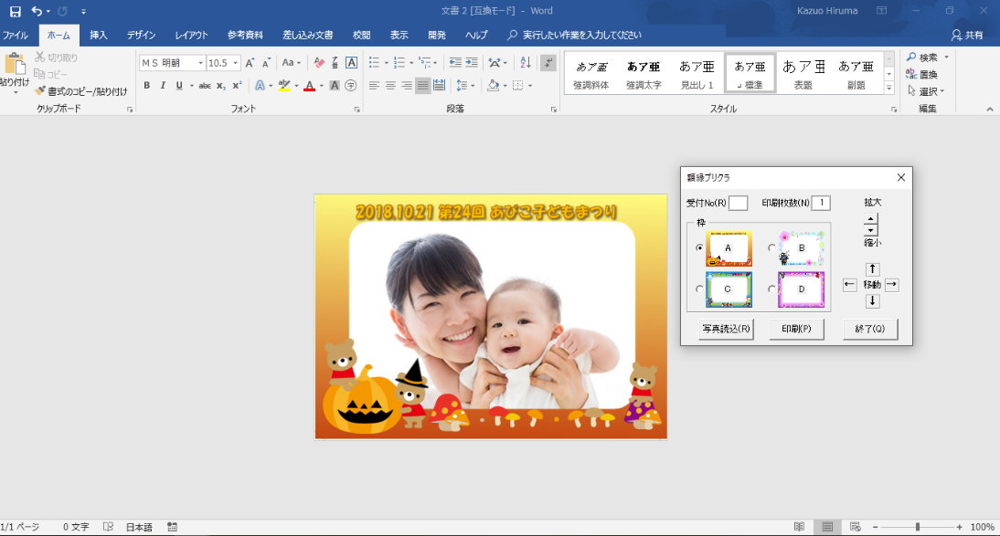 文書 2 [互換モード] - Word
Kazuo Hiruma
ファイル ホーム 挿入 デザイン レイアウト 参考資料 差し込み文書 校閲 表示 開発 ヘルプ 実行したい作業を入力してください 共有
貼り付け
切り取り
コピー
書式のコピー/貼り付け
クリップボード
ＭＳ 明朝 10.5 A A Aa A ア亜 A
B I U abc x₂ x² A ab A A 字
フォント
段落
あア亜 あア亜 あア亜 あア亜 あア亜 あア亜
強調斜体 強調太字 見出し 1 ↲ 標準 表題 副題
スタイル
検索
置換
選択
編集
2018.10.21 第24回 あびこ子どもまつり
額縁プリクラ
受付No(R) 印刷枚数(N) 1 拡大
縮小
枠
A B
C D
↑
← 移動 →
↓
写真読込(R) 印刷(P) 終了(Q)
1/1 ページ 0 文字 日本語 100%